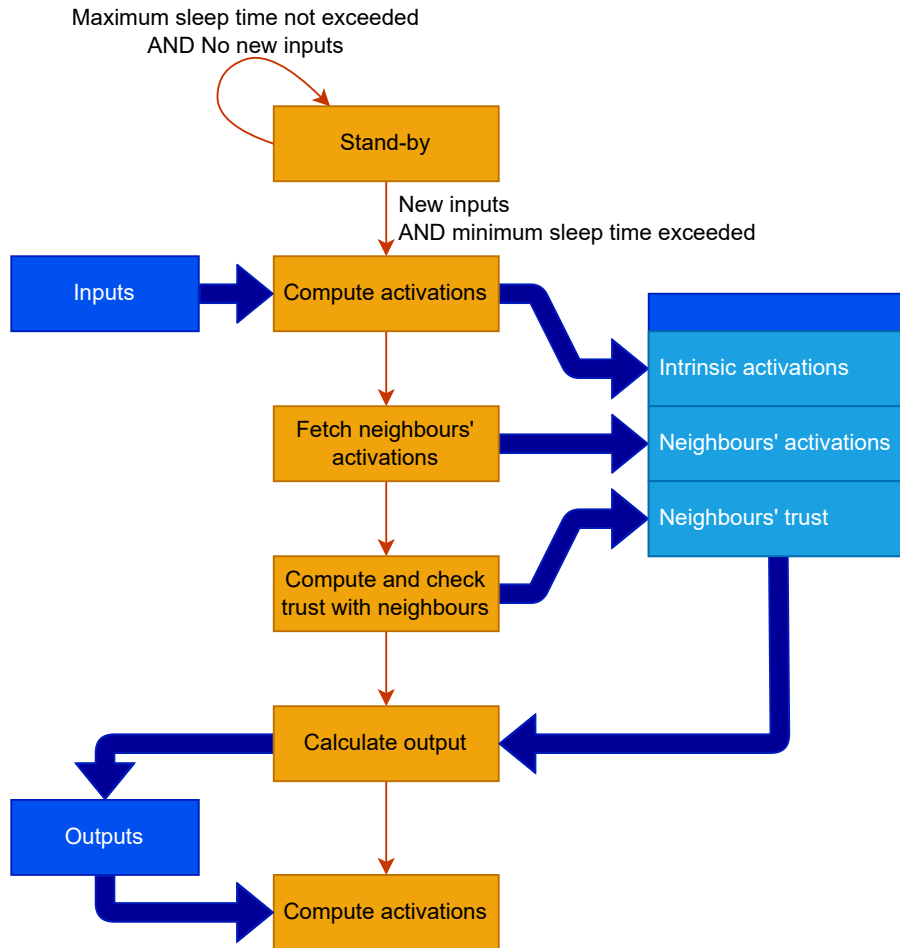 Maximum sleep time not exceeded
AND No new inputs
Stand-by
New inputs
AND minimum sleep time exceeded
Inputs
Compute activations
Intrinsic activations
Fetch neighbours'
activations
Neighbours' activations
Neighbours' trust
Compute and check
trust with neighbours
Calculate output
Outputs
Compute activations